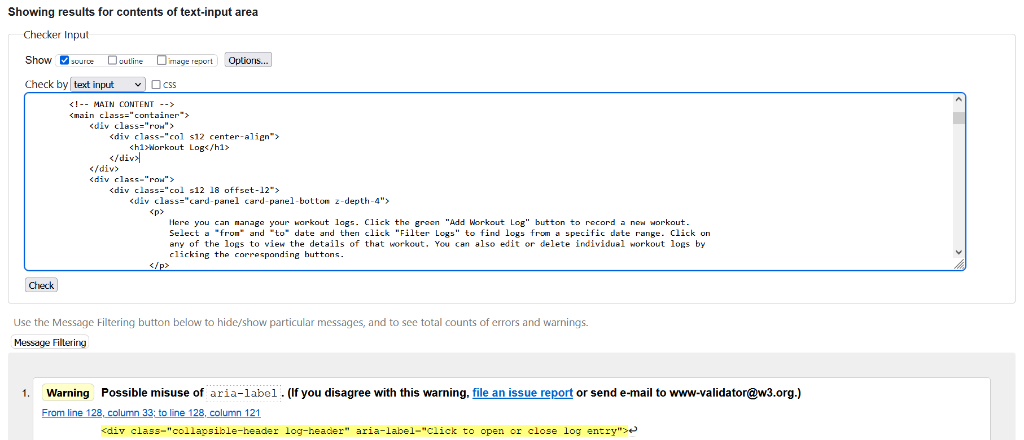 Showing results for contents of text-input area
Checker Input
Show source outline image report Options...
Check by text input css
<!-- MAIN CONTENT -->
<main class="container">
<div class="row">
<div class="col s12 center-align">
<h1>Workout Log</h1>
</div>
</div>
<div class="row">
<div class="col s12 l8 offset-l2">
<div class="card-panel card-panel-bottom z-depth-4">
<p>
Here you can manage your workout logs. Click the green "Add Workout Log" button to record a new workout.
Select a "from" and "to" date and then click "Filter Logs" to find logs from a specific date range. Click on
any of the logs to view the details of that workout. You can also edit or delete individual workout logs by
clicking the corresponding buttons.
</p>
Check
Use the Message Filtering button below to hide/show particular messages, and to see total counts of errors and warnings.
Message Filtering
1. Warning Possible misuse of aria-label. (If you disagree with this warning, file an issue report or send e-mail to www-validator@w3.org.)
From line 128, column 33; to line 128, column 121
<div class="collapsible-header log-header" aria-label="Click to open or close log entry">↩